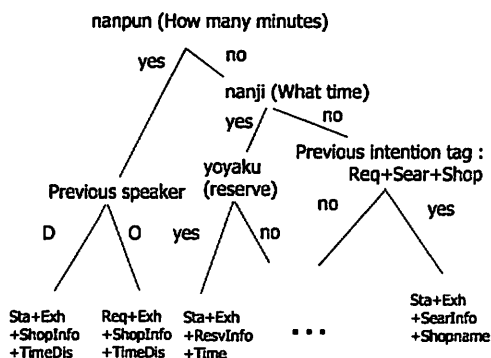 nanpun (How many minutes)
yes
no
nanji (What time)
yes
no
yoyaku
(reserve)
Previous intention tag :
Req+Sear+Shop
Previous speaker
D
O
yes
no
no
yes
Sta+Exh
+ShopInfo
+TimeDis
Req+Exh
+ShopInfo
+TimeDis
Sta+Exh
+ResvInfo
+Time
...
Sta+Exh
+SearInfo
+Shopname